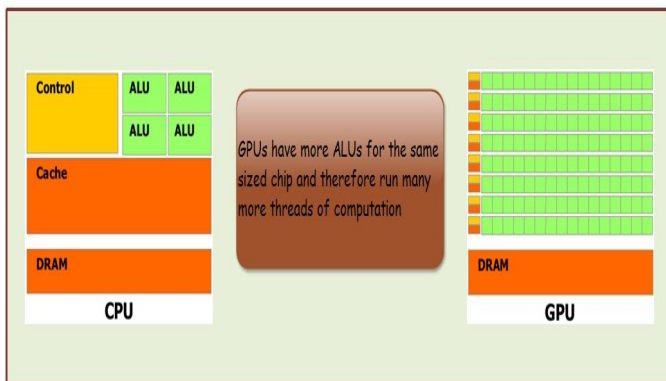 Control
ALU ALU
ALU ALU
Cache
DRAM
CPU
GPUs have more ALUs for the same
sized chip and therefore run many
more threads of computation
DRAM
GPU